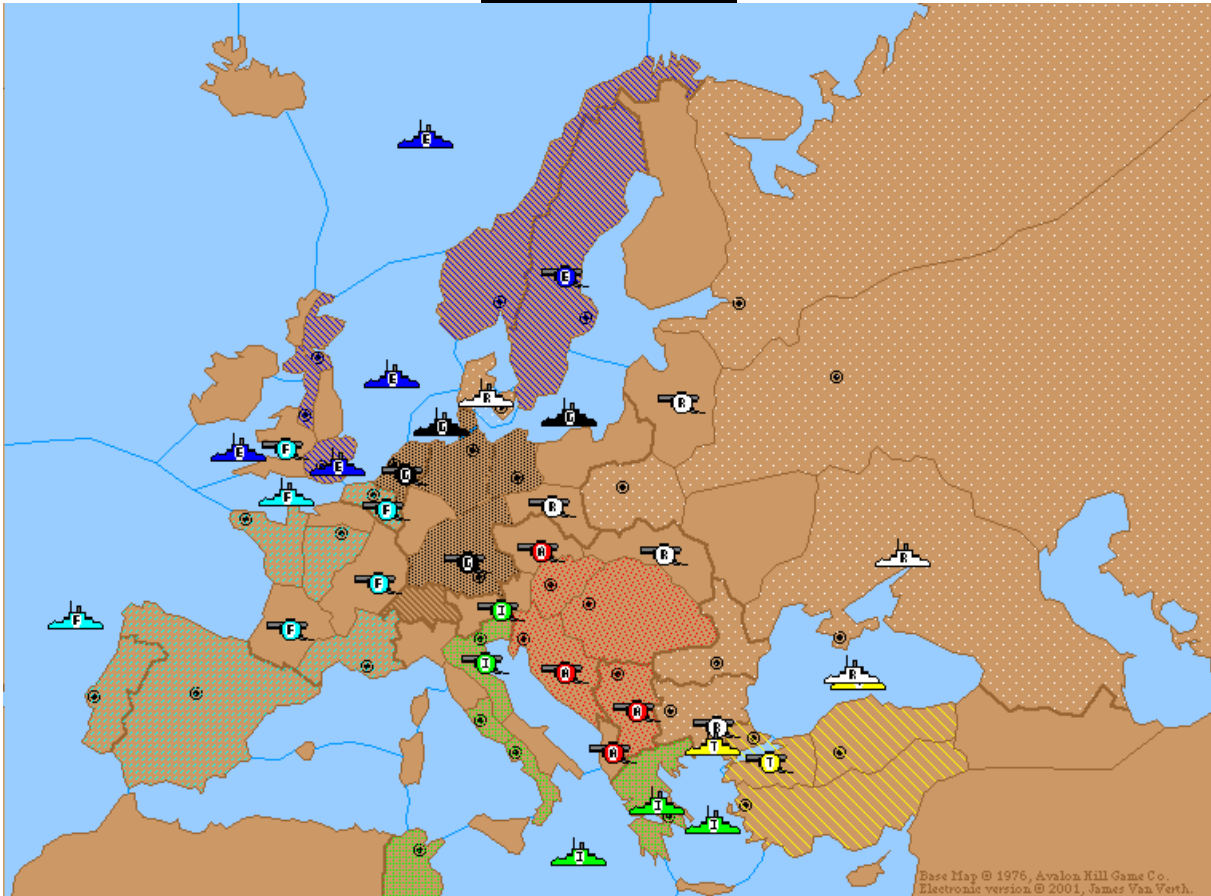 E
E
E
R
R
G
G
F
E
E
G
F
R
F
A
R
R
G
F
I
F
F
I
A
R
A
R
T
A
T
I
I
I
Base Map © 1976, Avalon Hill Game Co.
Electronic version © 2001, James Van Verth.